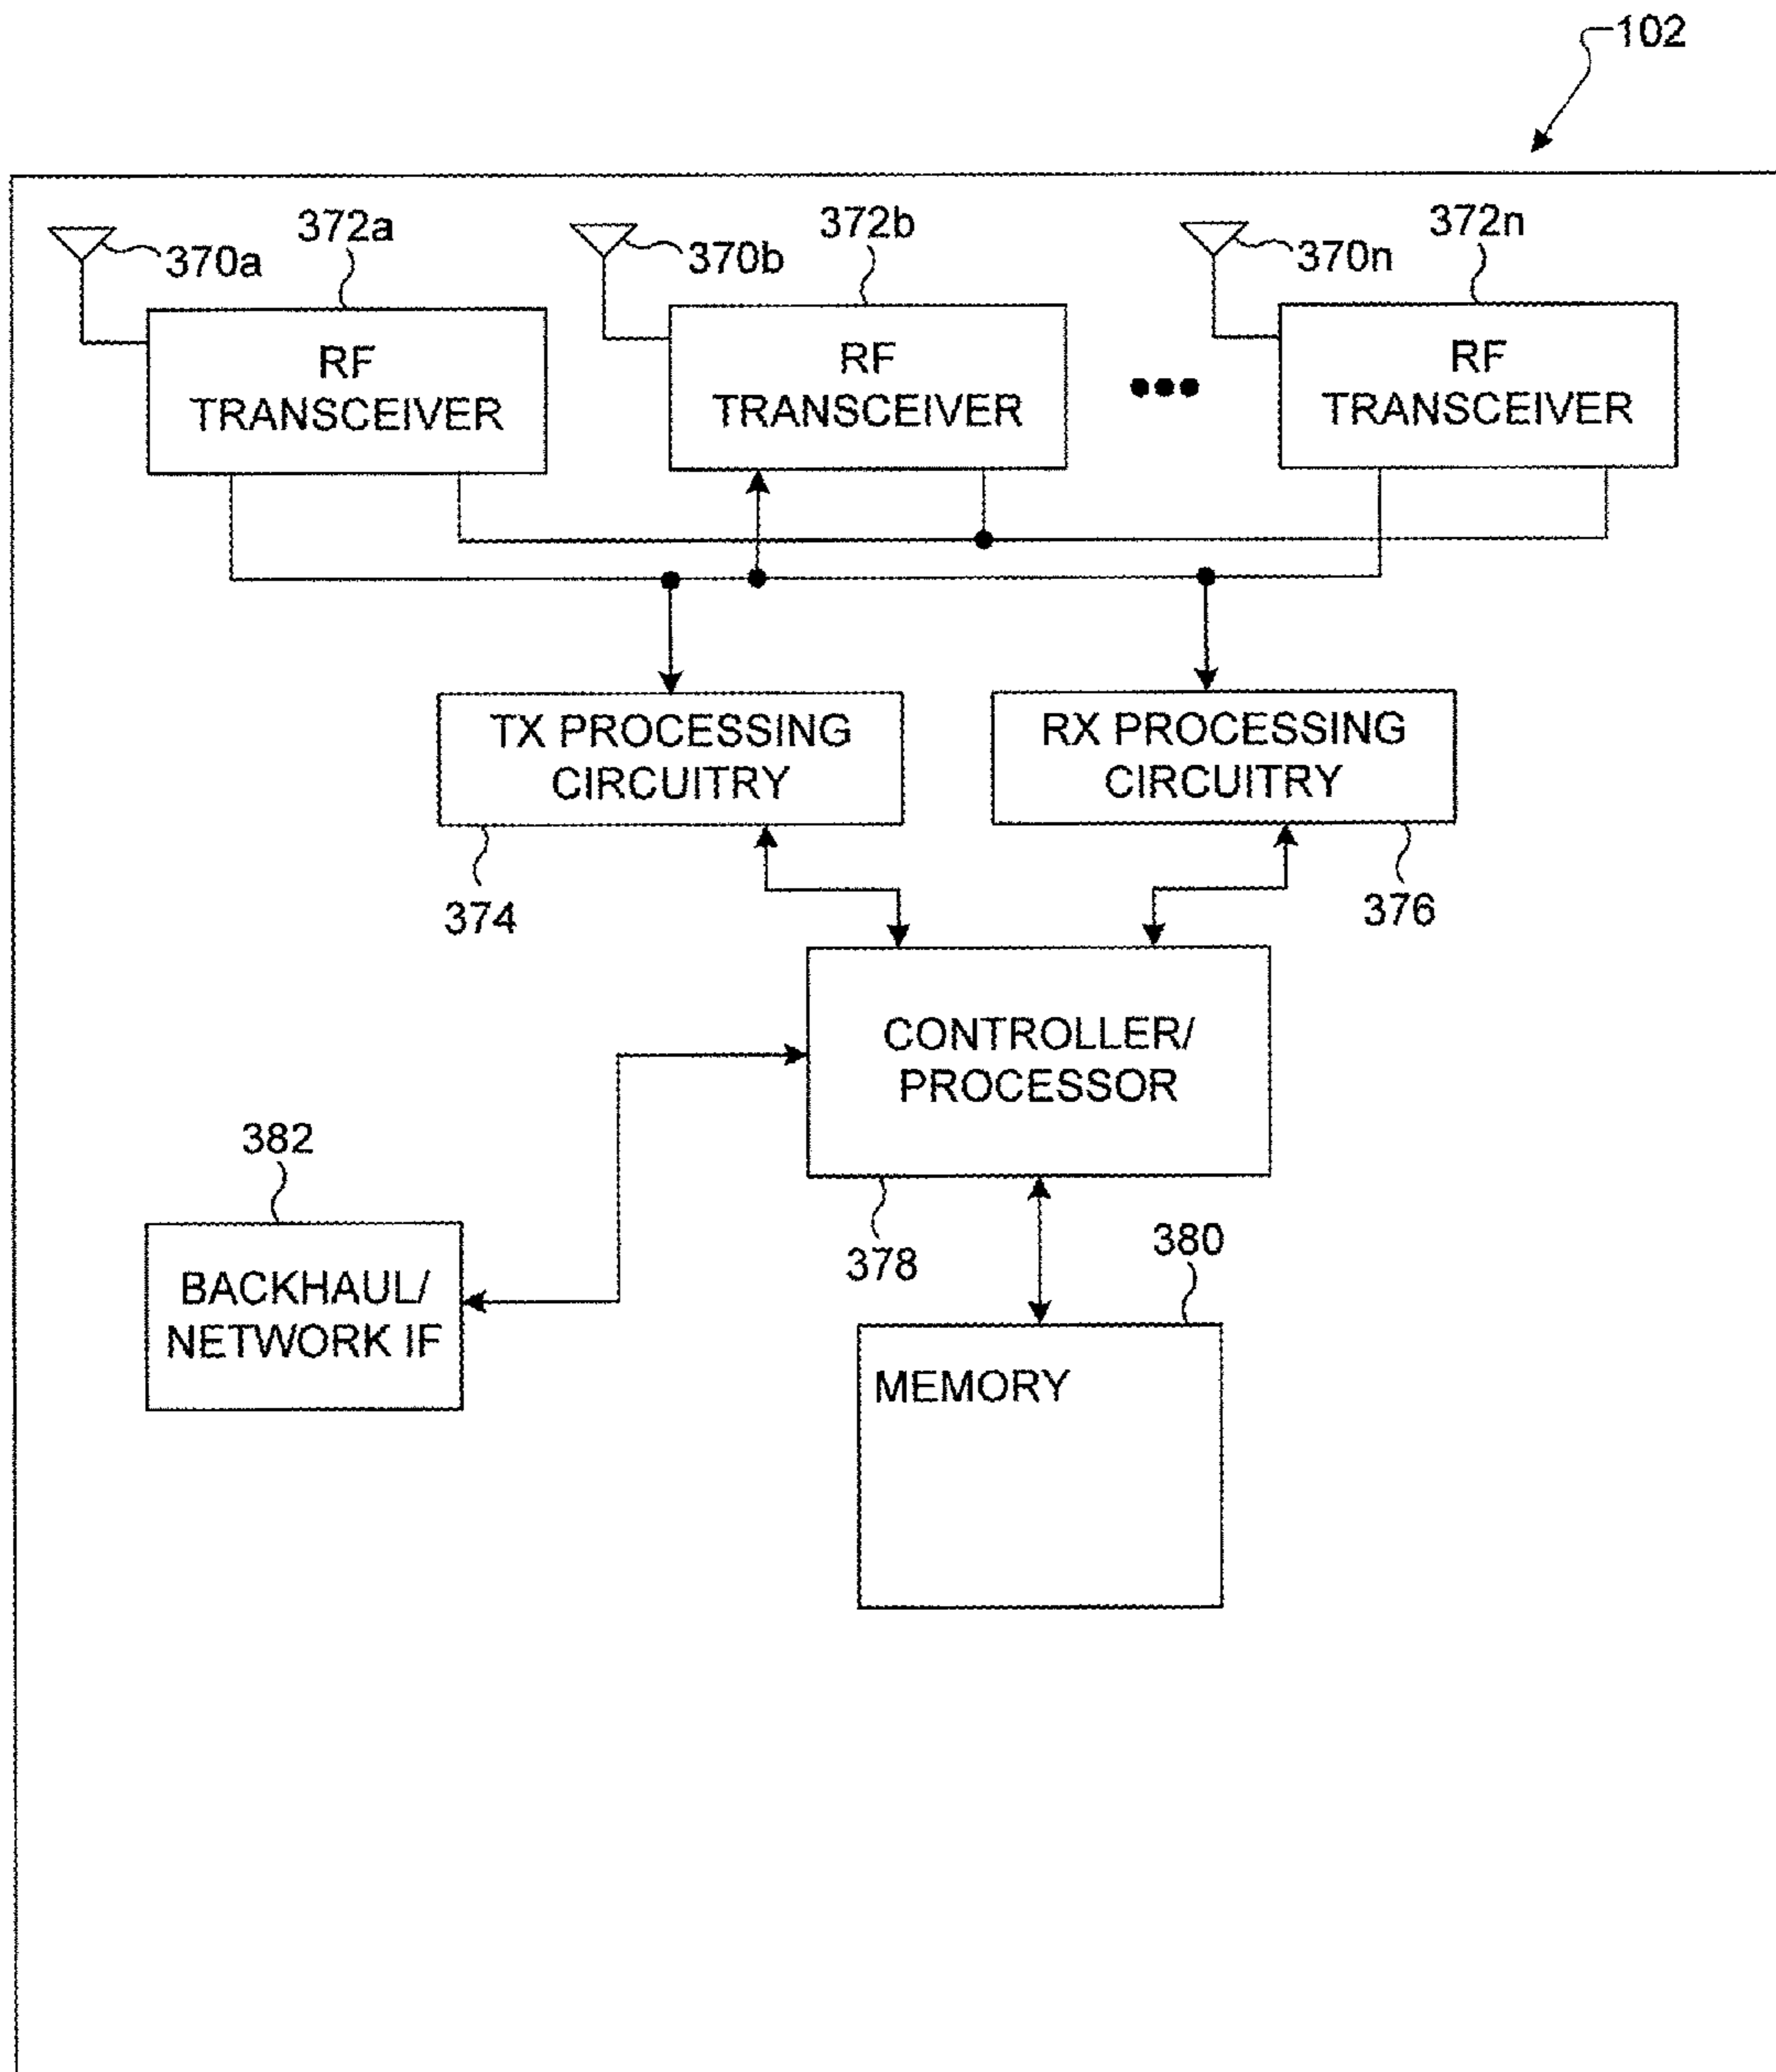 102
372a
372b
372n
370a
370b
370n
RF
TRANSCEIVER
RF
TRANSCEIVER
RF
TRANSCEIVER
TX PROCESSING
CIRCUITRY
RX PROCESSING
CIRCUITRY
374
376
CONTROLLER/
PROCESSOR
382
378
380
BACKHAUL/
NETWORK IF
MEMORY